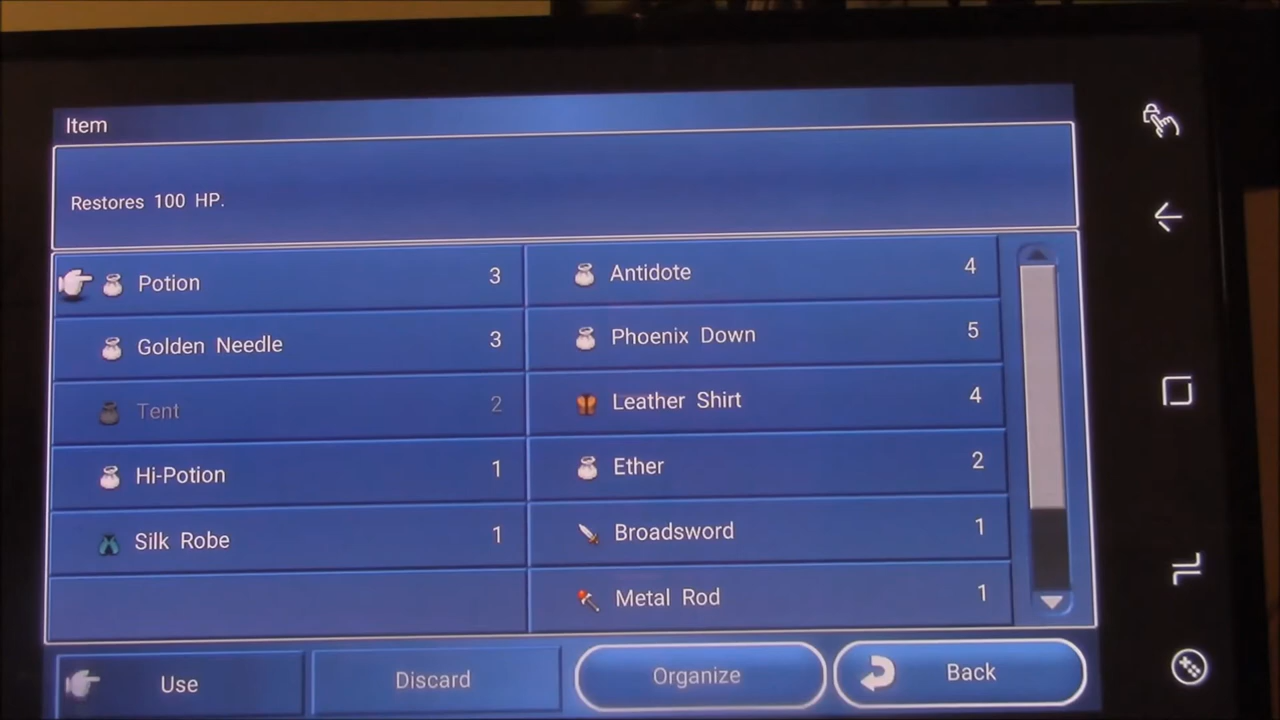 Item
Restores 100 HP.
Potion 3 Antidote 4
Golden Needle 3 Phoenix Down 5
Tent 2 Leather Shirt 4
Hi-Potion 1 Ether 2
Silk Robe 1 Broadsword 1
Metal Rod 1
Use Discard Organize Back